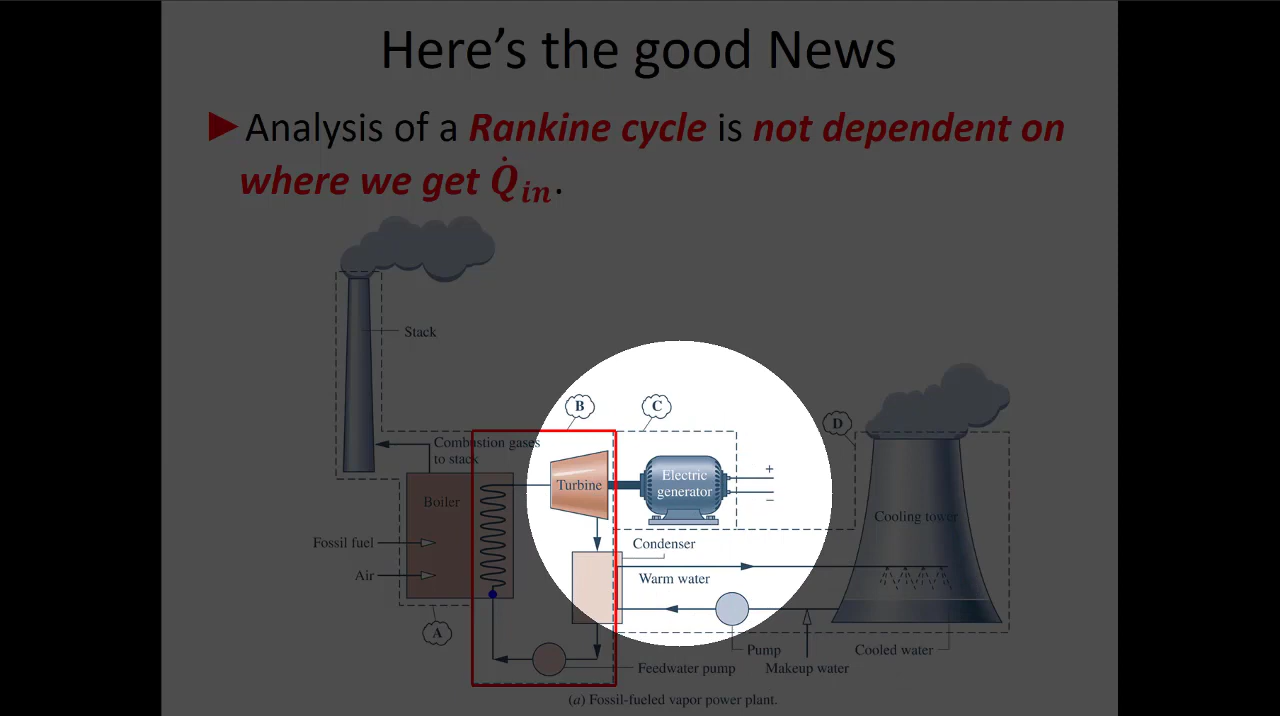 Here’s the good News
►Analysis of a Rankine cycle is not dependent on
where we get Q̇in.
Stack
B
C
D
Combustion gases
to stack
Turbine
Electric
generator
+
−
Boiler
Cooling tower
Fossil fuel
Condenser
Air
Warm water
A
Pump
Cooled water
Feedwater pump
Makeup water
(a) Fossil-fueled vapor power plant.